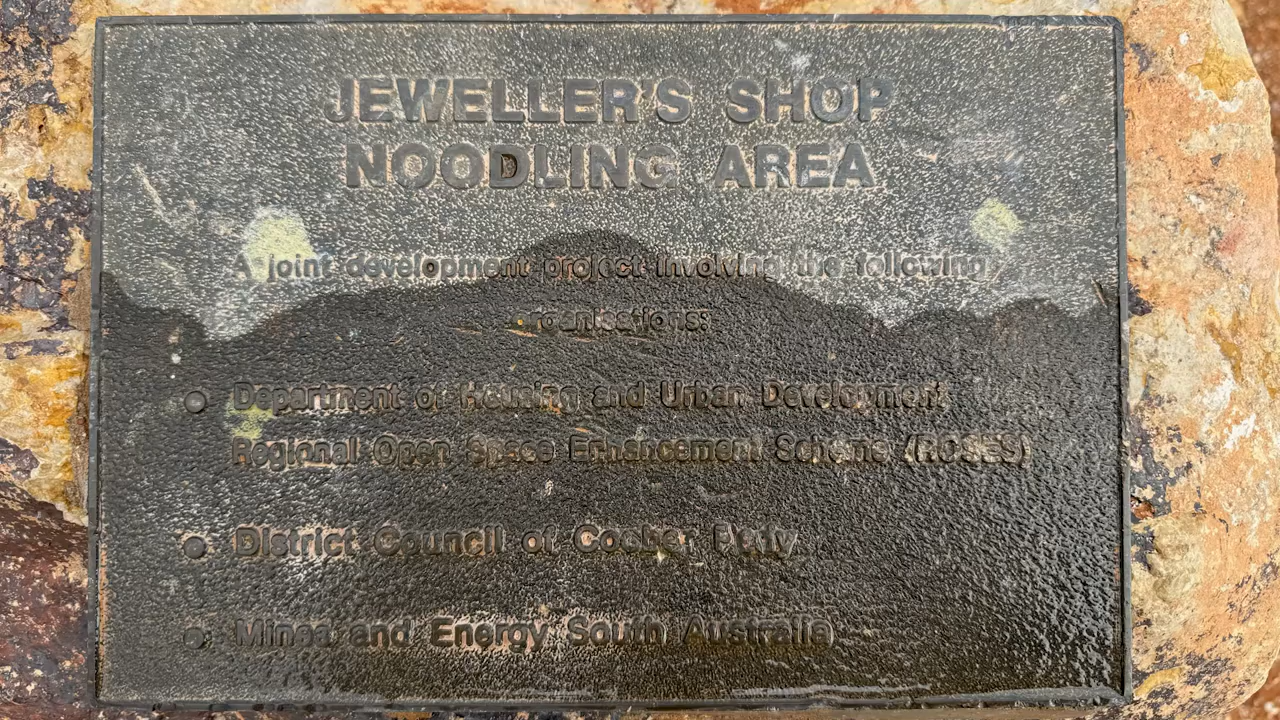 JEWELLER'S SHOP
NOODLING AREA
A joint development project involving the following
organisations:
● Department of Housing and Urban Development
Regional Open Space Enhancement Scheme (ROSES)
● District Council of Coober Pedy
● Mines and Energy South Australia